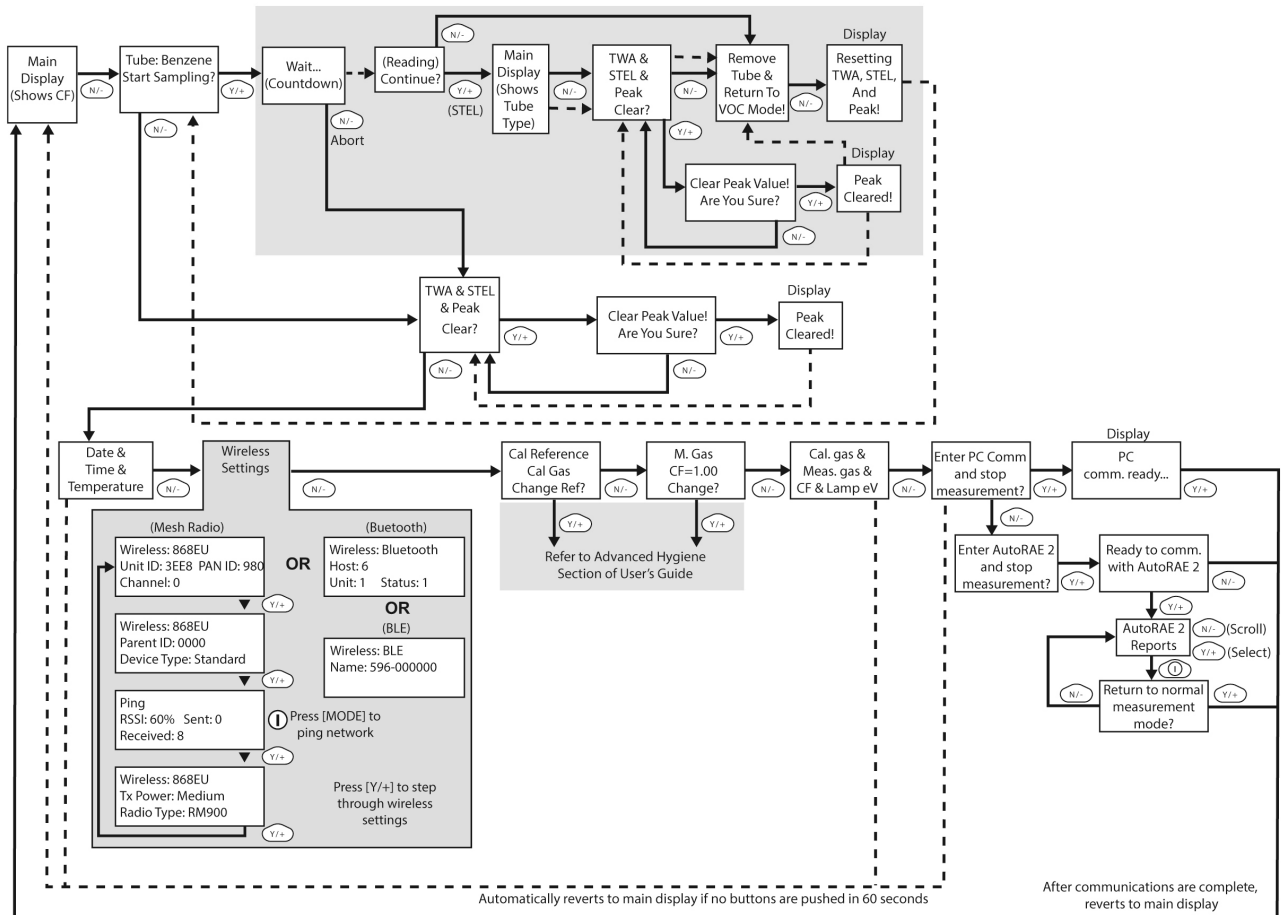 Main
Display
(Shows CF)
N/-
Tube: Benzene
Start Sampling?
Y/+
N/-
Wait...
(Countdown)
N/-
Abort
(Reading)
Continue?
N/-
Y/+
(STEL)
Main
Display
(Shows
Tube
Type)
N/-
TWA &
STEL &
Peak
Clear?
N/-
Y/+
Remove
Tube &
Return To
VOC Mode!
N/-
Display
Resetting
TWA, STEL,
And
Peak!
Clear Peak Value!
Are You Sure?
Y/+
N/-
Display
Peak
Cleared!
TWA & STEL
& Peak
Clear?
Y/+
N/-
Clear Peak Value!
Are You Sure?
Y/+
N/-
Display
Peak
Cleared!
Date &
Time &
Temperature
N/-
Wireless
Settings
N/-
(Mesh Radio)
Wireless: 868EU
Unit ID: 3EE8 PAN ID: 980
Channel: 0
Y/+
Wireless: 868EU
Parent ID: 0000
Device Type: Standard
Y/+
Ping
RSSI: 60% Sent: 0
Received: 8
Y/+
Wireless: 868EU
Tx Power: Medium
Radio Type: RM900
Y/+
OR
(Buetooth)
Wireless: Bluetooth
Host: 6
Unit: 1 Status: 1
OR
(BLE)
Wireless: BLE
Name: 596-000000
Press [MODE] to
ping network
Press [Y/+] to step
through wireless
settings
Cal Reference
Cal Gas
Change Ref?
N/-
Y/+
M. Gas
CF=1.00
Change?
N/-
Y/+
Refer to Advanced Hygiene
Section of User's Guide
Cal. gas &
Meas. gas &
CF & Lamp eV
N/-
Enter PC Comm
and stop
measurement?
Y/+
N/-
Display
PC
comm. ready...
Y/+
Enter AutoRAE 2
and stop
measurement?
Y/+
Ready to comm.
with AutoRAE 2
N/-
Y/+
AutoRAE 2
Reports
N/- (Scroll)
Y/+ (Select)
Return to normal
measurement
mode?
N/-
Y/+
Automatically reverts to main display if no buttons are pushed in 60 seconds
After communications are complete,
reverts to main display